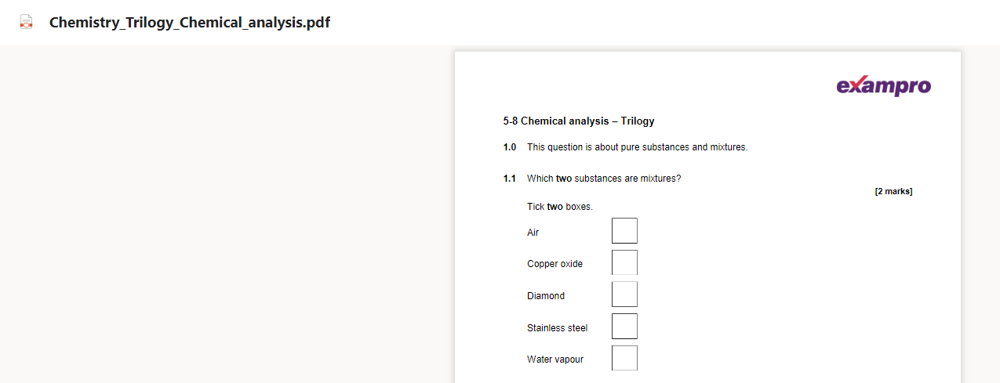 Chemistry_Trilogy_Chemical_analysis.pdf
exampro
5-8 Chemical analysis – Trilogy
1.0 This question is about pure substances and mixtures.
1.1 Which two substances are mixtures?
[2 marks]
Tick two boxes.
Air
Copper oxide
Diamond
Stainless steel
Water vapour